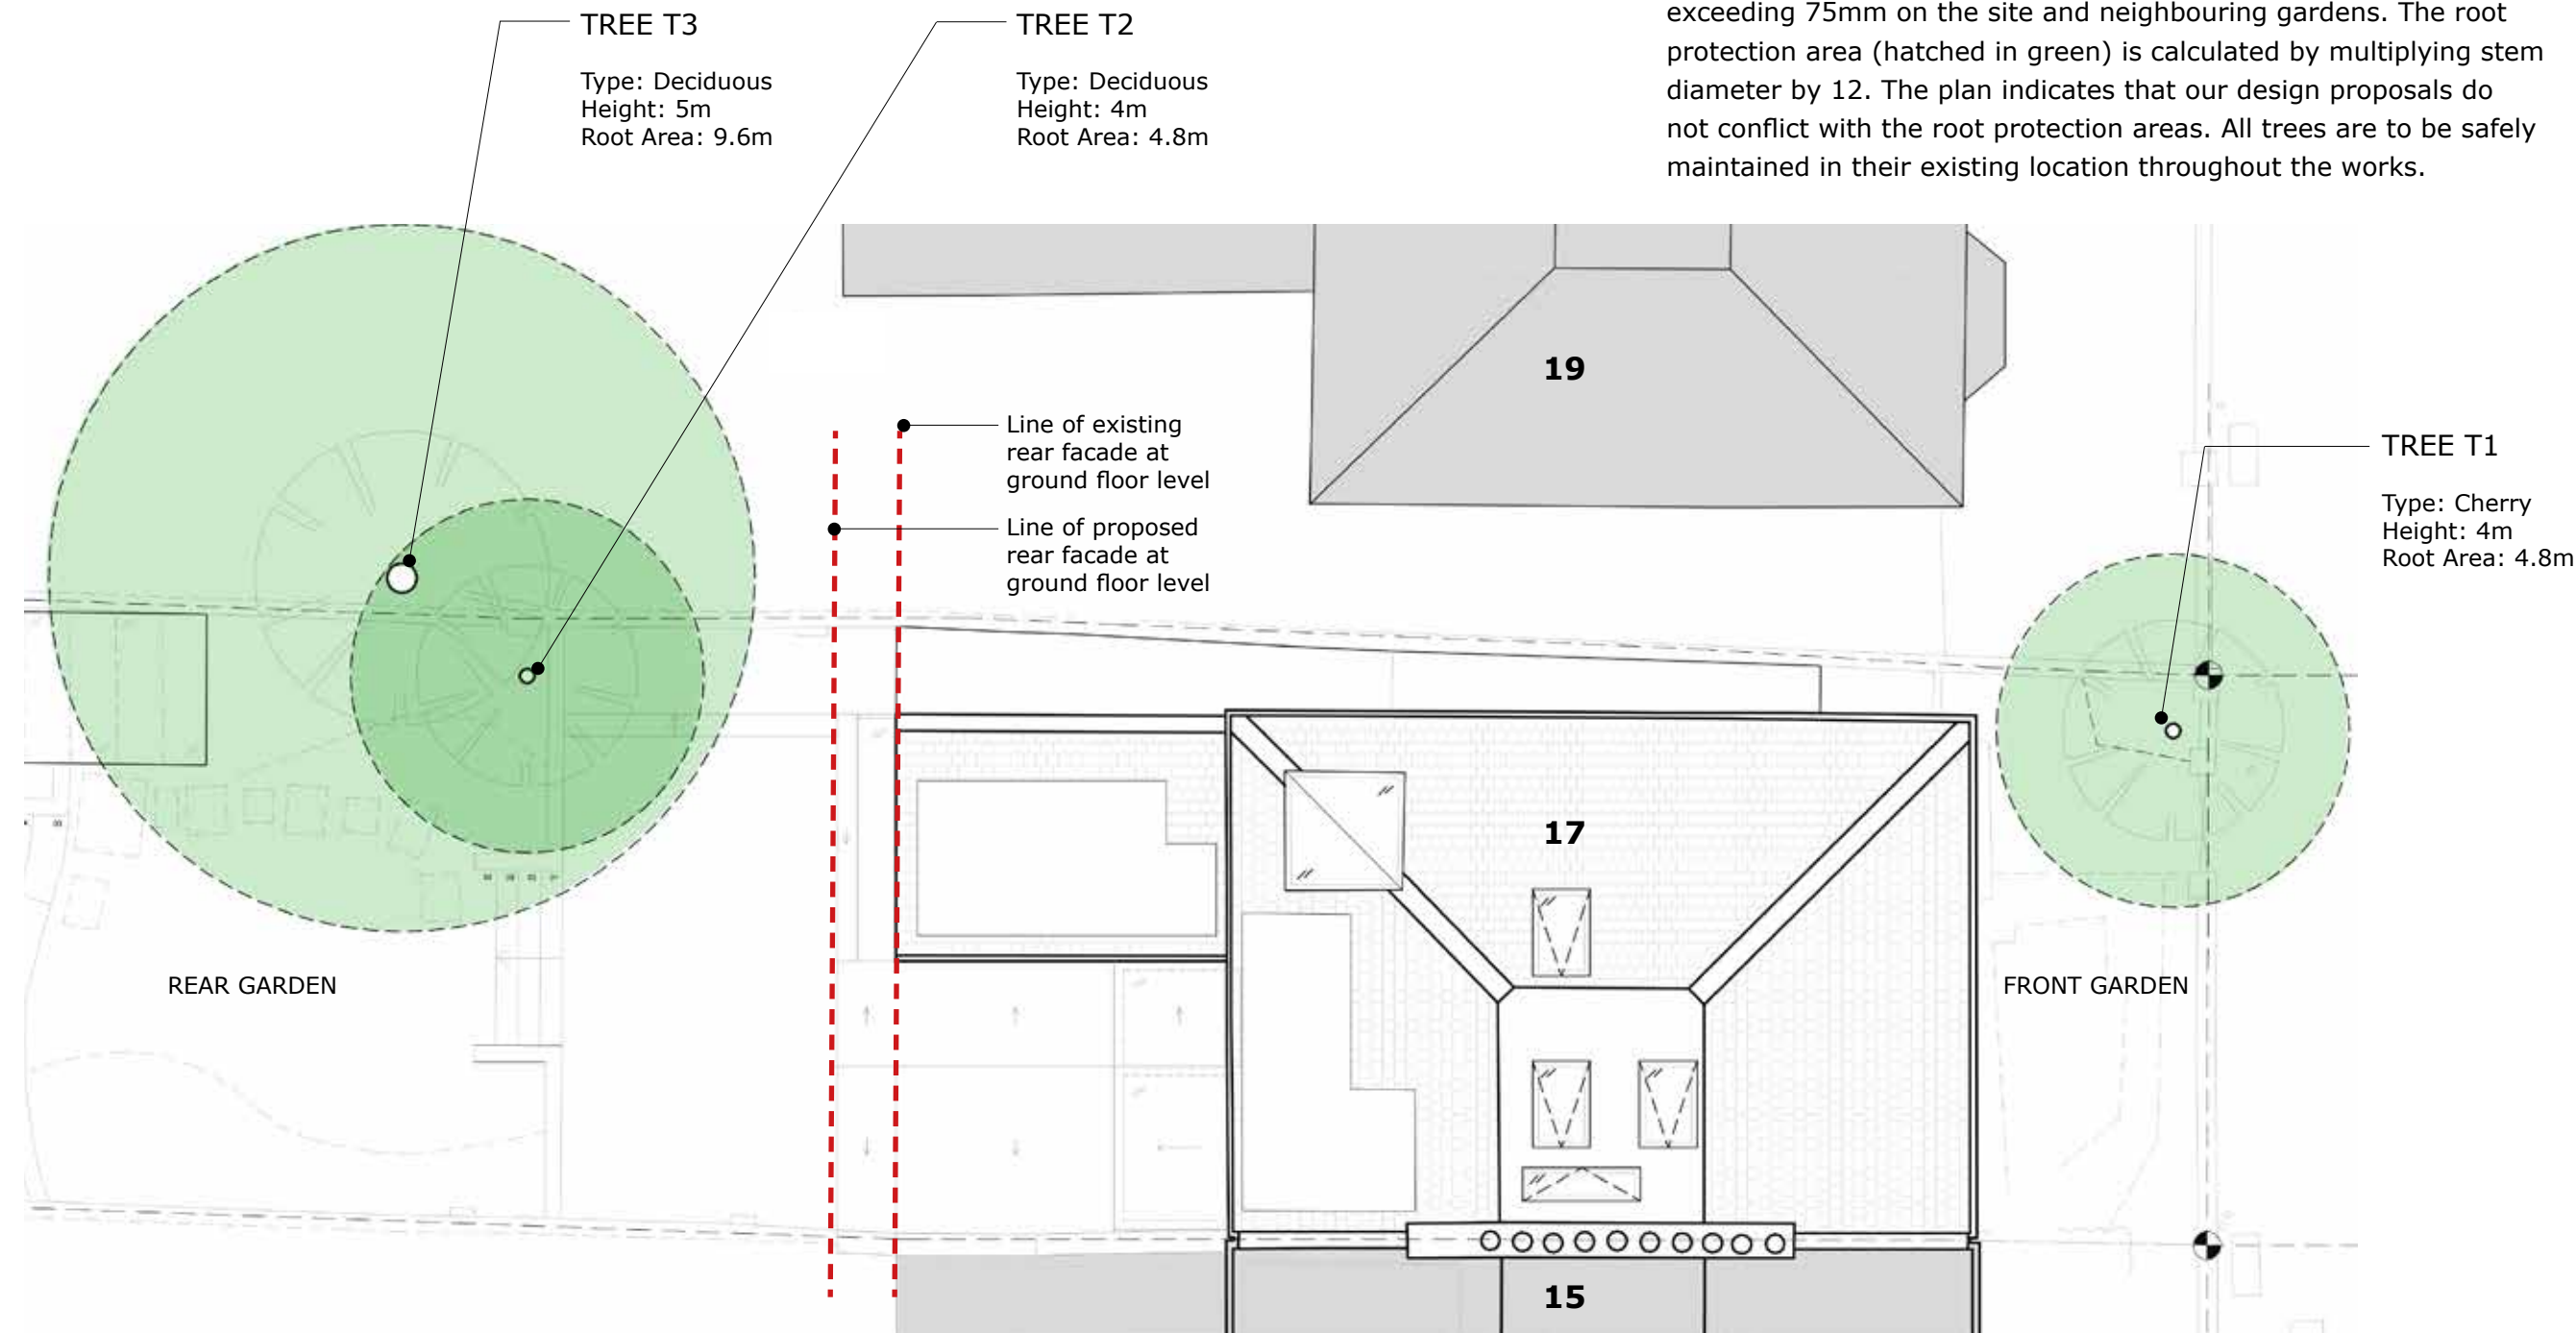 exceeding 75mm on the site and neighbouring gardens. The root
protection area (hatched in green) is calculated by multiplying stem
diameter by 12. The plan indicates that our design proposals do
not conflict with the root protection areas. All trees are to be safely
maintained in their existing location throughout the works.
TREE T3
Type: Deciduous
Height: 5m
Root Area: 9.6m
TREE T2
Type: Deciduous
Height: 4m
Root Area: 4.8m
19
Line of existing
rear facade at
ground floor level
Line of proposed
rear facade at
ground floor level
TREE T1
Type: Cherry
Height: 4m
Root Area: 4.8m
17
REAR GARDEN
FRONT GARDEN
15